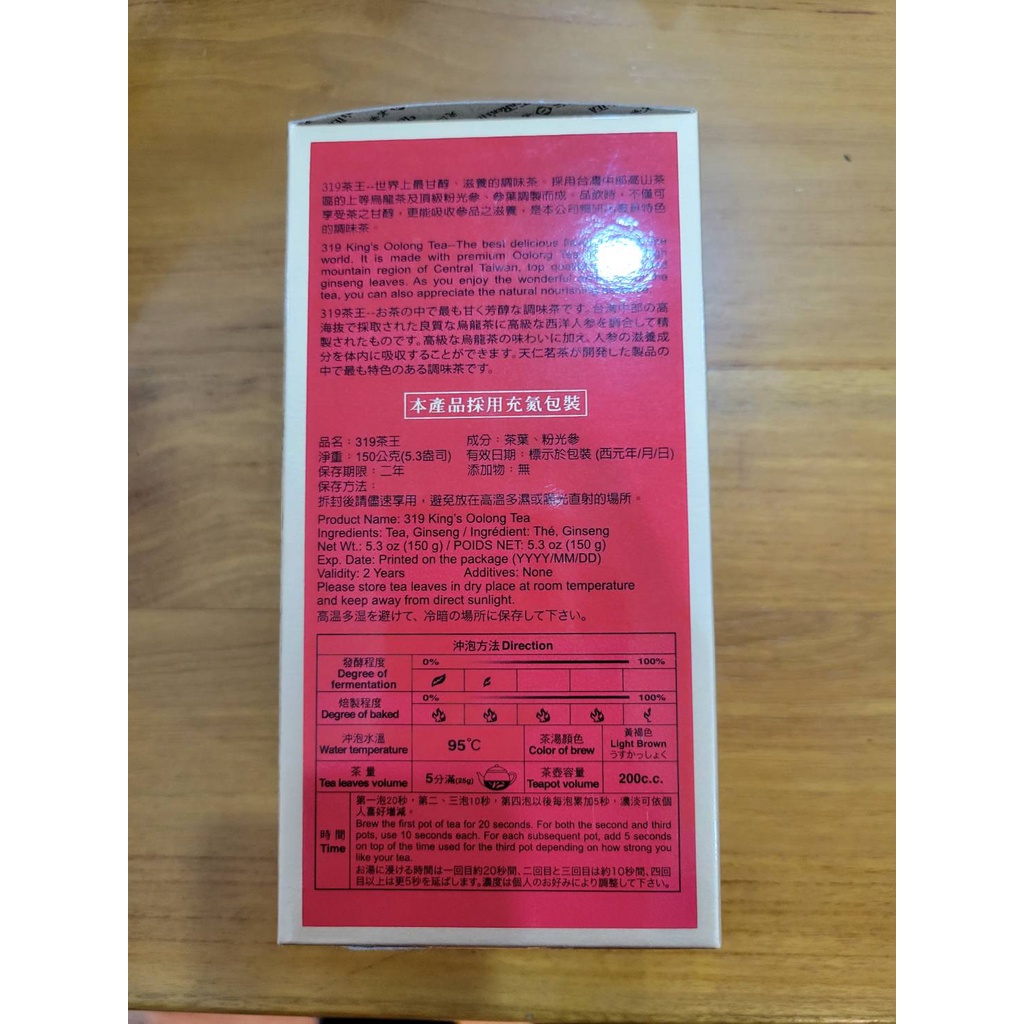 319茶王--世界上最甘醇、滋養的調味茶。採用台灣中部高山茶
區的上等烏龍茶及頂級粉光參、參葉調製而成。品飲時，不僅可
享受茶之甘醇，更能吸收參品之滋養，是本公司 特色
的調味茶。
319 King's Oolong Tea--The best delicious
world. It is made with premium Oolong
mountain region of Central Taiwan, top
ginseng leaves. As you enjoy the wonderful
tea, you can also appreciate the natural
319茶王--お茶の中で最も甘く芳醇な調味茶です。台湾中部の高
海抜で採取された良質な烏龍茶に高級な西洋人参を調合して精
製されたものです。高級な烏龍茶の味わいに加え、人参の滋養成
分を体内に吸収することができます。天仁茗茶が開発した製品の
中で最も特色のある調味茶です。
本產品採用充氮包裝
品名：319茶王 成分：茶葉、粉光參
淨重：150公克(5.3盎司) 有效日期：標示於包裝 (西元年/月/日)
保存期限：二年 添加物：無
保存方法：
拆封後請儘速享用，避免放在高溫多濕或陽光直射的場所。
Product Name: 319 King's Oolong Tea
Ingredients: Tea, Ginseng / Ingrédient: Thé, Ginseng
Net Wt.: 5.3 oz (150 g) / POIDS NET: 5.3 oz (150 g)
Exp. Date: Printed on the package (YYYY/MM/DD)
Validity: 2 Years Additives: None
Please store tea leaves in dry place at room temperature
and keep away from direct sunlight.
高温多湿を避けて、冷暗の場所に保存して下さい。
沖泡方法 Direction
發酵程度 0% 100%
Degree of
fermentation
焙製程度 0% 100%
Degree of baked
沖泡水溫 95℃ 茶湯顏色 黃褐色
Water temperature Color of brew Light Brown
うすかっしょく
茶量 5分滿(25g) 茶壺容量 200c.c.
Tea leaves volume Teapot volume
時間
Time
第一泡20秒，第二、三泡10秒，第四泡以後每泡累加5秒，濃淡可依個
人喜好增減。
Brew the first pot of tea for 20 seconds. For both the second and third
pots, use 10 seconds each. For each subsequent pot, add 5 seconds
on top of the time used for the third pot depending on how strong you
like your tea.
お湯に浸ける時間は一回目約20秒間、二回目と三回目は約10秒間、四回
目以上は更5秒を延ばします。濃度は個人のお好みにより調整して下さい。